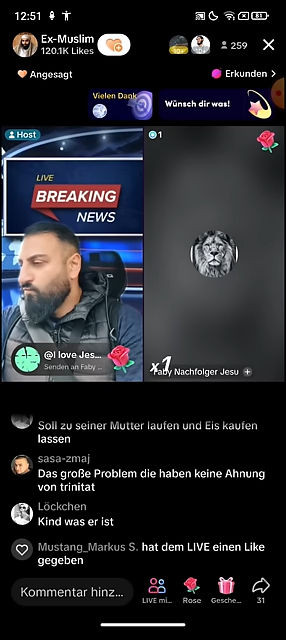 12:51
81
Ex-Muslim
120.1K Likes
259
Angesagt
Erkunden >
Vielen Dank
Wünsch dir was!
Host
1
LIVE
BREAKING
NEWS
@I love Jes...
Senden an Faby ...
x1
Faby Nachfolger Jesu
Soll zu seiner Mutter laufen und Eis kaufen
lassen
sasa-zmaj
Das große Problem die haben keine Ahnung
von trinitat
Löckchen
Kind was er ist
Mustang_Markus S. hat dem LIVE einen Like
gegeben
Kommentar hinz...
LIVE mi...
Rose
Gesche...
31